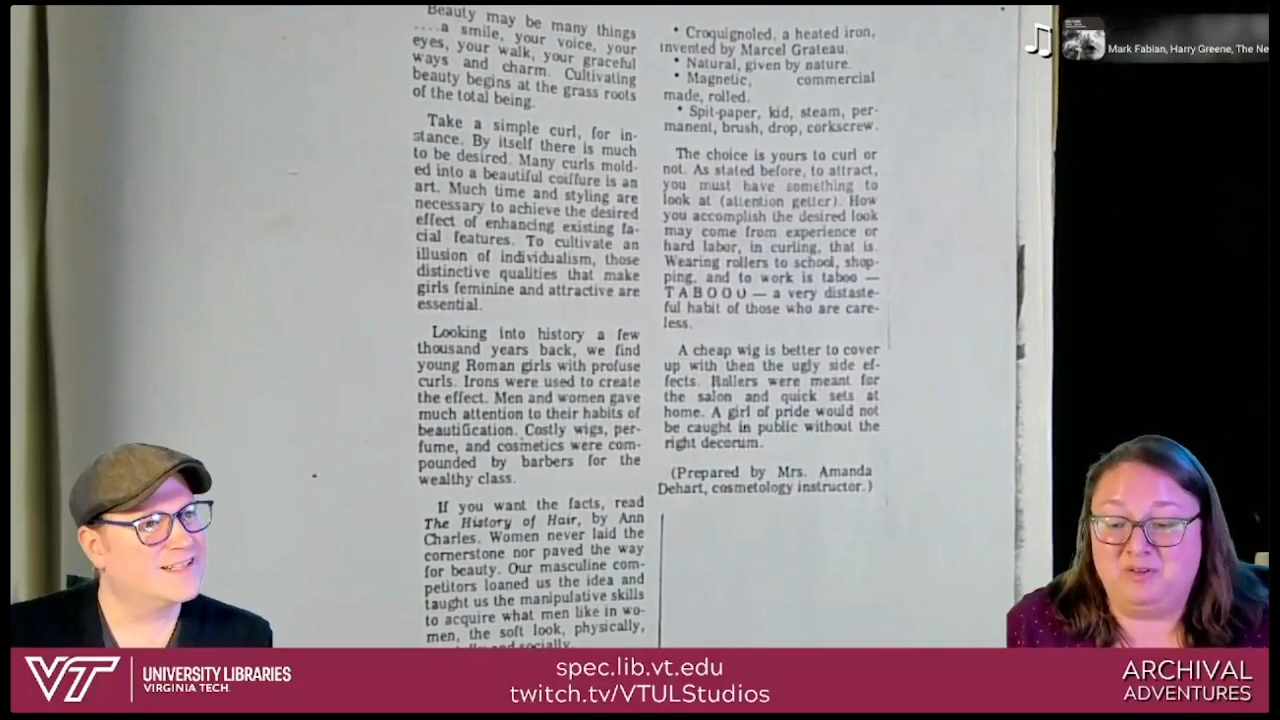 Beauty may be many things
....a smile, your voice, your
eyes, your walk, your graceful
ways and charm. Cultivating
beauty begins at the grass roots
of the total being.
Take a simple curl, for in-
stance. By itself there is much
to be desired. Many curls mold-
ed into a beautiful coiffure is an
art. Much time and styling are
necessary to achieve the desired
effect of enhancing existing fa-
cial features. To cultivate an
illusion of individualism, those
distinctive qualities that make
girls feminine and attractive are
essential.
Looking into history a few
thousand years back, we find
young Roman girls with profuse
curls. Irons were used to create
the effect. Men and women gave
much attention to their habits of
beautification. Costly wigs, per-
fume, and cosmetics were com-
pounded by barbers for the
wealthy class.
If you want the facts, read
The History of Hair, by Ann
Charles. Women never laid the
cornerstone nor paved the way
for beauty. Our masculine com-
petitors loaned us the idea and
taught us the manipulative skills
to acquire what men like in wo-
men, the soft look, physically,
and socially.
* Croquignoled, a heated iron,
invented by Marcel Grateau.
* Natural, given by nature.
* Magnetic, commercial
made, rolled.
* Spit-paper, kid, steam, per-
manent, brush, drop, corkscrew.
The choice is yours to curl or
not. As stated before, to attract,
you must have something to
look at (attention getter). How
you accomplish the desired look
may come from experience or
hard labor, in curling, that is.
Wearing rollers to school, shop-
ping, and to work is taboo —
TABOOO — a very distaste-
ful habit of those who are care-
less.
A cheap wig is better to cover
up with then the ugly side ef-
fects. Rollers were meant for
the salon and quick sets at
home. A girl of pride would not
be caught in public without the
right decorum.
(Prepared by Mrs. Amanda
Dehart, cosmetology instructor.)
Mark Fabian, Harry Greene, The Ne
VT
UNIVERSITY LIBRARIES
VIRGINIA TECH.
spec.lib.vt.edu
twitch.tv/VTULStudios
ARCHIVAL
ADVENTURES